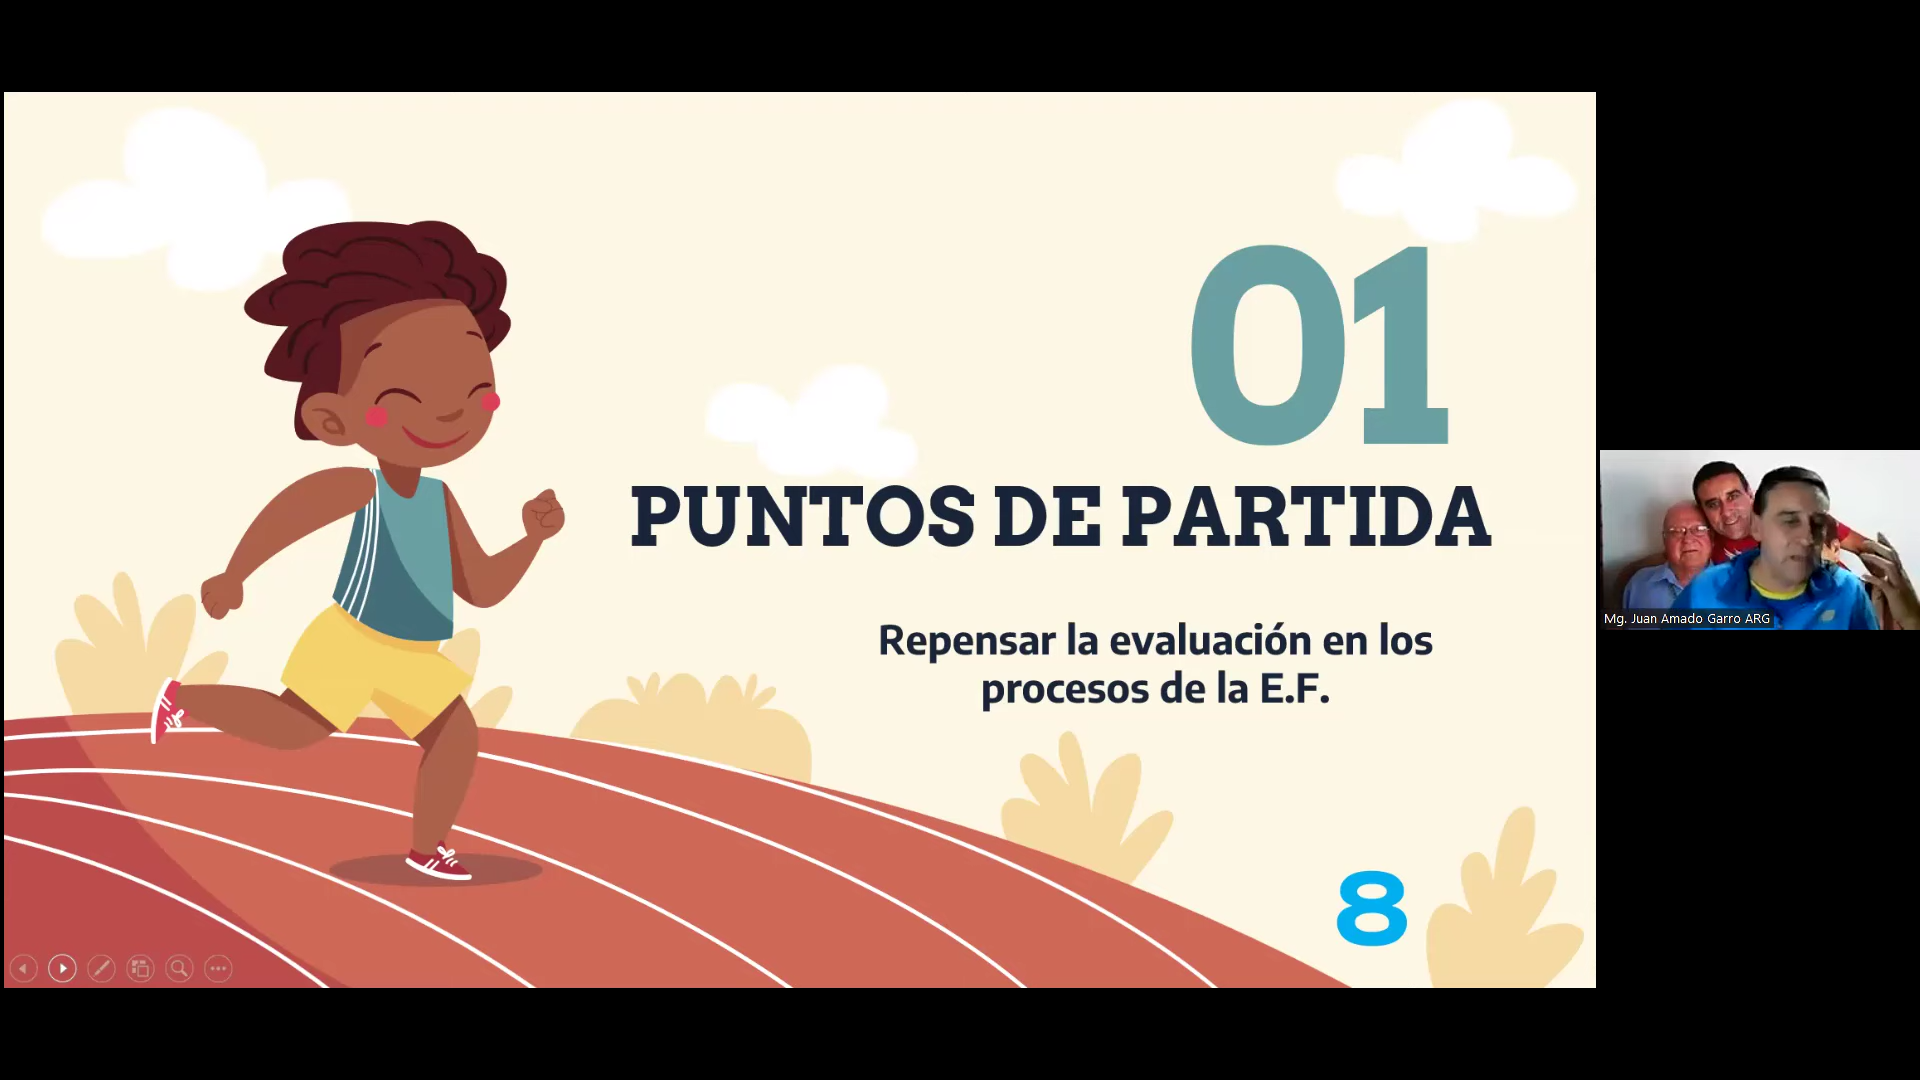 01
PUNTOS DE PARTIDA
Repensar la evaluación en los
procesos de la E.F.
8
Mg. Juan Amado Garro ARG